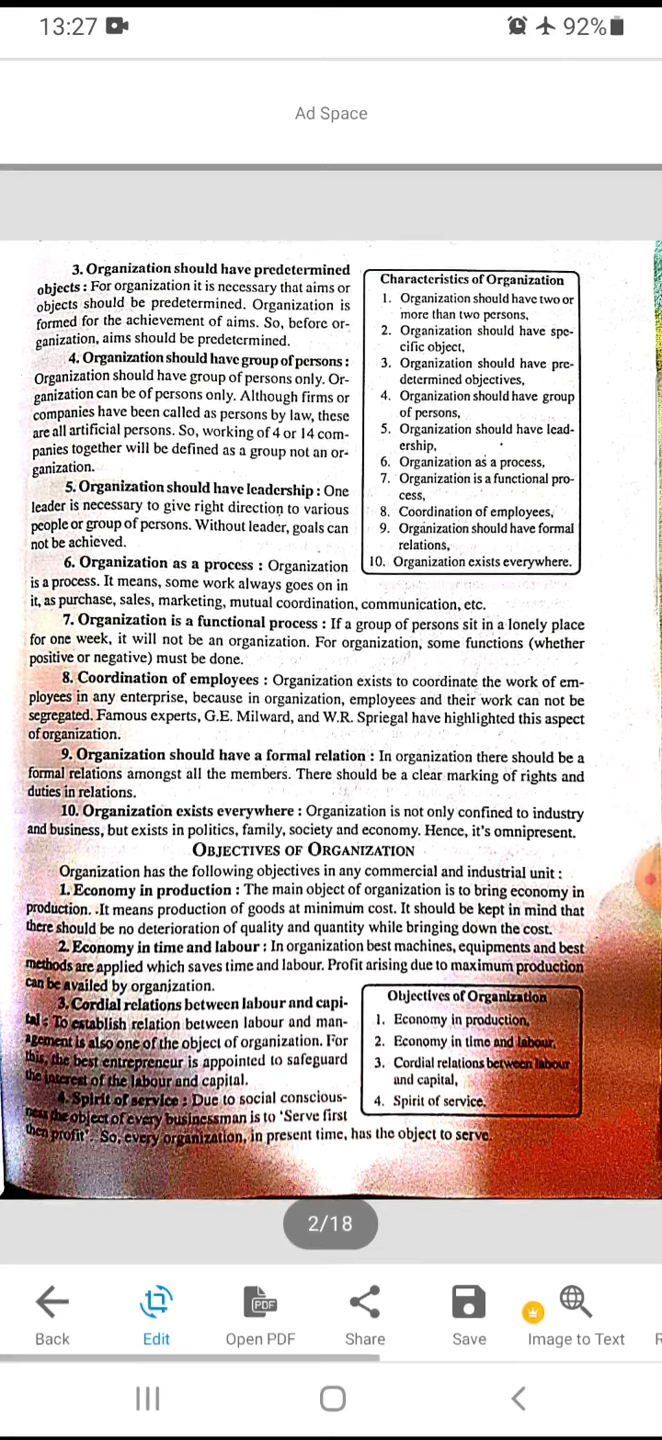 13:27
92%
Ad Space
3. Organization should have predetermined
objects : For organization it is necessary that aims or
objects should be predetermined. Organization is
formed for the achievement of aims. So, before or-
ganization, aims should be predetermined.
4. Organization should have group of persons :
Organization should have group of persons only. Or-
ganization can be of persons only. Although firms or
companies have been called as persons by law, these
are all artificial persons. So, working of 4 or 14 com-
panies together will be defined as a group not an or-
ganization.
5. Organization should have leadership : One
leader is necessary to give right direction to various
people or group of persons. Without leader, goals can
not be achieved.
6. Organization as a process : Organization
is a process. It means, some work always goes on in
Characteristics of Organization
1. Organization should have two or
more than two persons,
2. Organization should have spe-
cific object,
3. Organization should have pre-
determined objectives,
4. Organization should have group
of persons,
5. Organization should have lead-
ership,
6. Organization as a process,
7. Organization is a functional pro-
cess,
8. Coordination of employees,
9. Organization should have formal
relations,
10. Organization exists everywhere.
it, as purchase, sales, marketing, mutual coordination, communication, etc.
7. Organization is a functional process : If a group of persons sit in a lonely place
for one week, it will not be an organization. For organization, some functions (whether
positive or negative) must be done.
8. Coordination of employees : Organization exists to coordinate the work of em-
ployees in any enterprise, because in organization, employees and their work can not be
segregated. Famous experts, G.E. Milward, and W.R. Spriegal have highlighted this aspect
of organization.
9. Organization should have a formal relation : In organization there should be a
formal relations amongst all the members. There should be a clear marking of rights and
duties in relations.
10. Organization exists everywhere : Organization is not only confined to industry
and business, but exists in politics, family, society and economy. Hence, it's omnipresent.
OBJECTIVES OF ORGANIZATION
Organization has the following objectives in any commercial and industrial unit :
1. Economy in production : The main object of organization is to bring economy in
production. .It means production of goods at minimum cost. It should be kept in mind that
there should be no deterioration of quality and quantity while bringing down the cost.
2. Economy in time and labour : In organization best machines, equipments and best
methods are applied which saves time and labour. Profit arising due to maximum production
can be availed by organization.
3. Cordial relations between labour and capi-
tal : To establish relation between labour and man-
agement is also one of the object of organization. For
this, the best entrepreneur is appointed to safeguard
the interest of the labour and capital.
4. Spirit of service : Due to social conscious-
ness the object of every businessman is to 'Serve first
Objectives of Organization
1. Economy in production,
2. Economy in time and labour,
3. Cordial relations between labour
and capital,
4. Spirit of service.
then profit'. So, every organization, in present time, has the object to serve.
2/18
PDF
Back
Edit
Open PDF
Share
Save
Image to Text